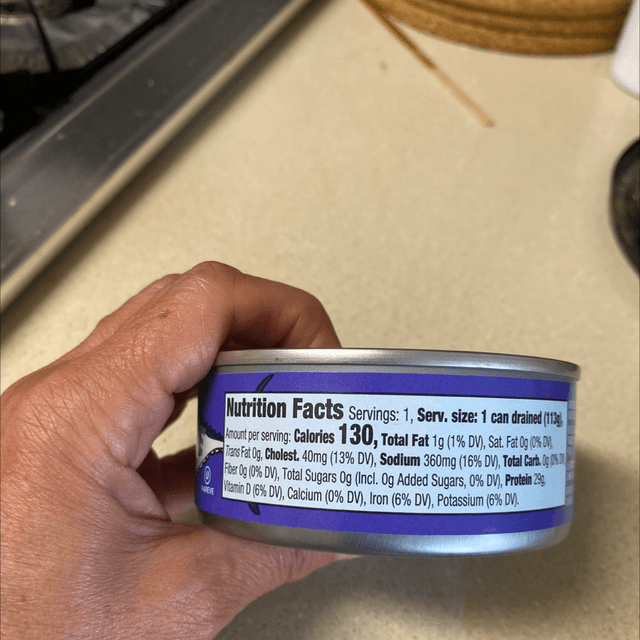 Nutrition Facts Servings: 1, Serv. size: 1 can drained (113g),
Amount per serving: Calories 130, Total Fat 1g (1% DV), Sat. Fat 0g (0% DV),
Trans Fat 0g, Cholest. 40mg (13% DV), Sodium 360mg (16% DV), Total Carb. 0g (0% DV),
Fiber 0g (0% DV), Total Sugars 0g (Incl. 0g Added Sugars, 0% DV), Protein 29g,
Vitamin D (6% DV), Calcium (0% DV), Iron (6% DV), Potassium (6% DV).